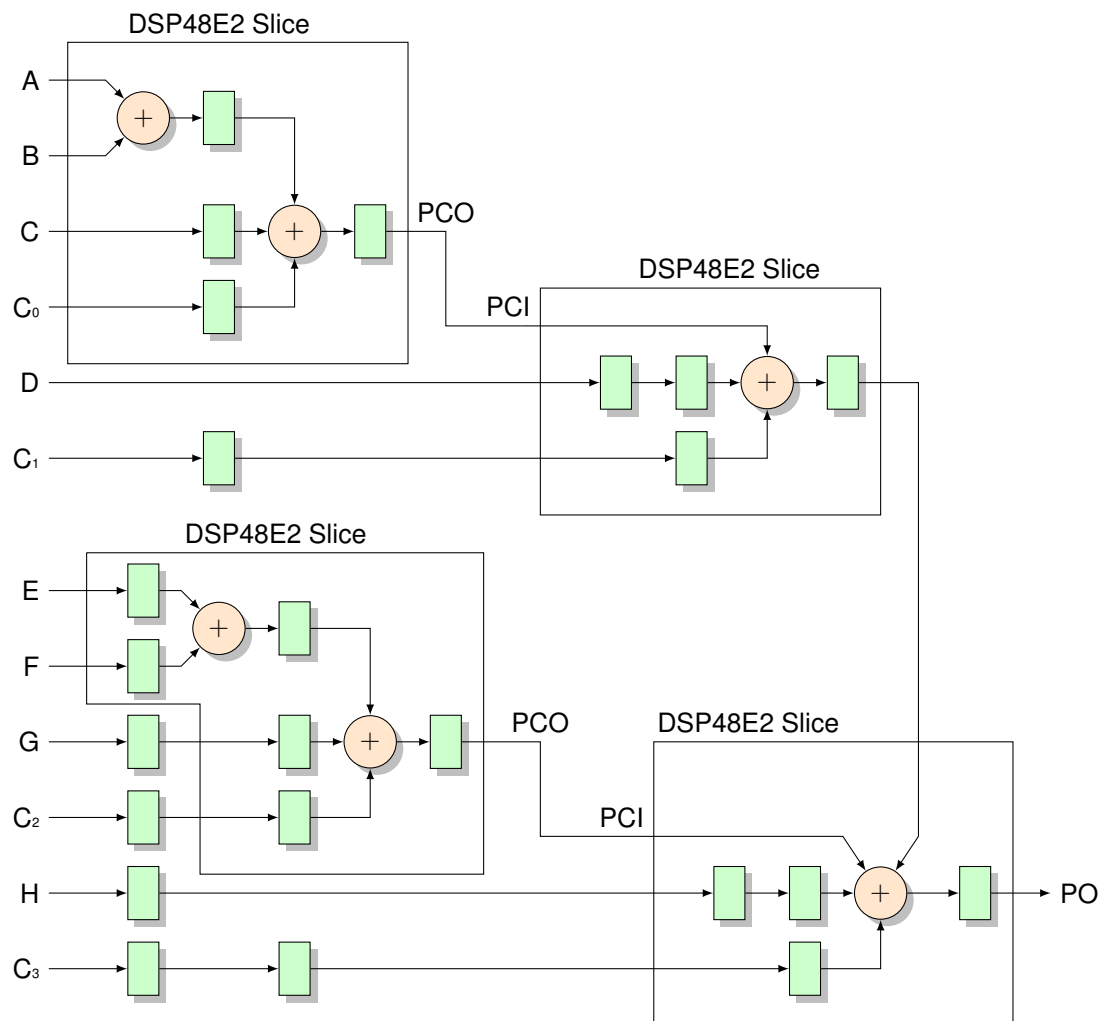 DSP48E2 Slice
A
+
B
C
+
PCO
C₀
DSP48E2 Slice
PCI
D
+
C₁
DSP48E2 Slice
E
+
F
G
+
PCO
DSP48E2 Slice
C₂
PCI
H
+
PO
C₃